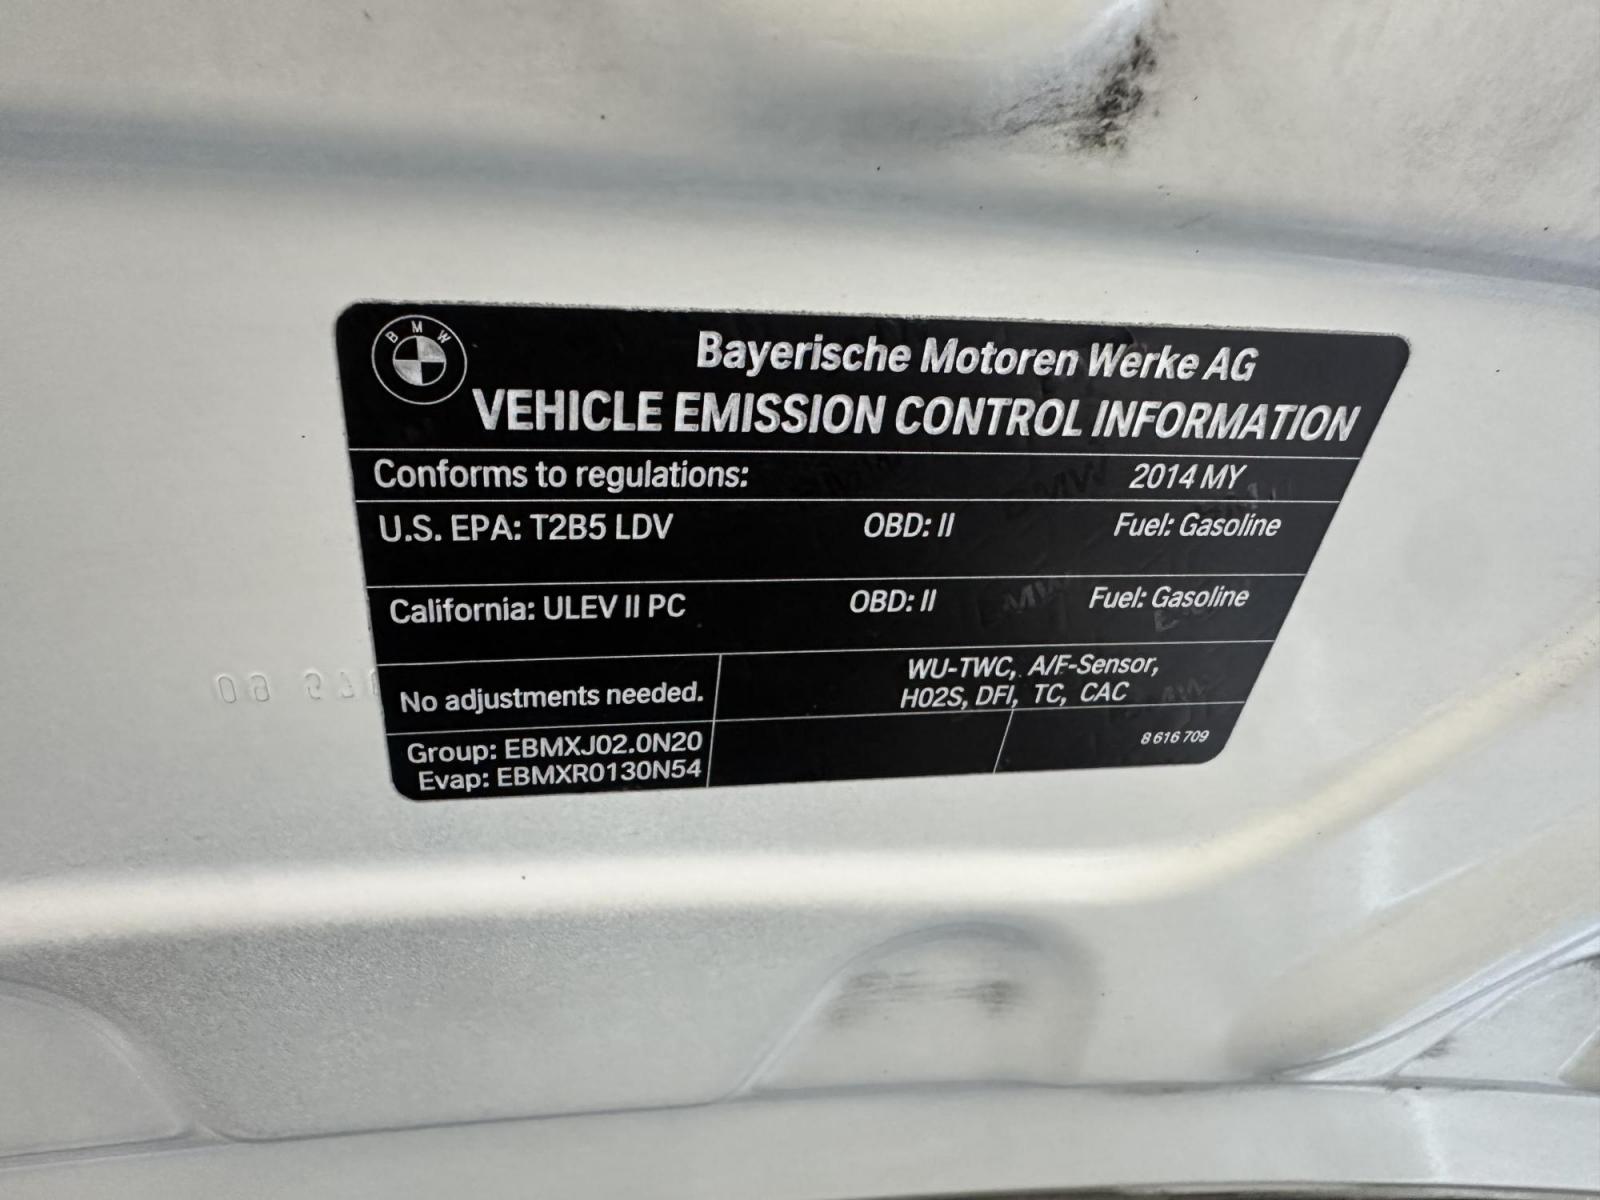 BMW
Bayerische Motoren Werke AG
VEHICLE EMISSION CONTROL INFORMATION
Conforms to regulations: 2014 MY
U.S. EPA: T2B5 LDV OBD: II Fuel: Gasoline
California: ULEV II PC OBD: II Fuel: Gasoline
No adjustments needed.
WU-TWC, A/F-Sensor,
HO2S, DFI, TC, CAC
Group: EBMXJ02.0N20
Evap: EBMXR0130N54
8 616 709